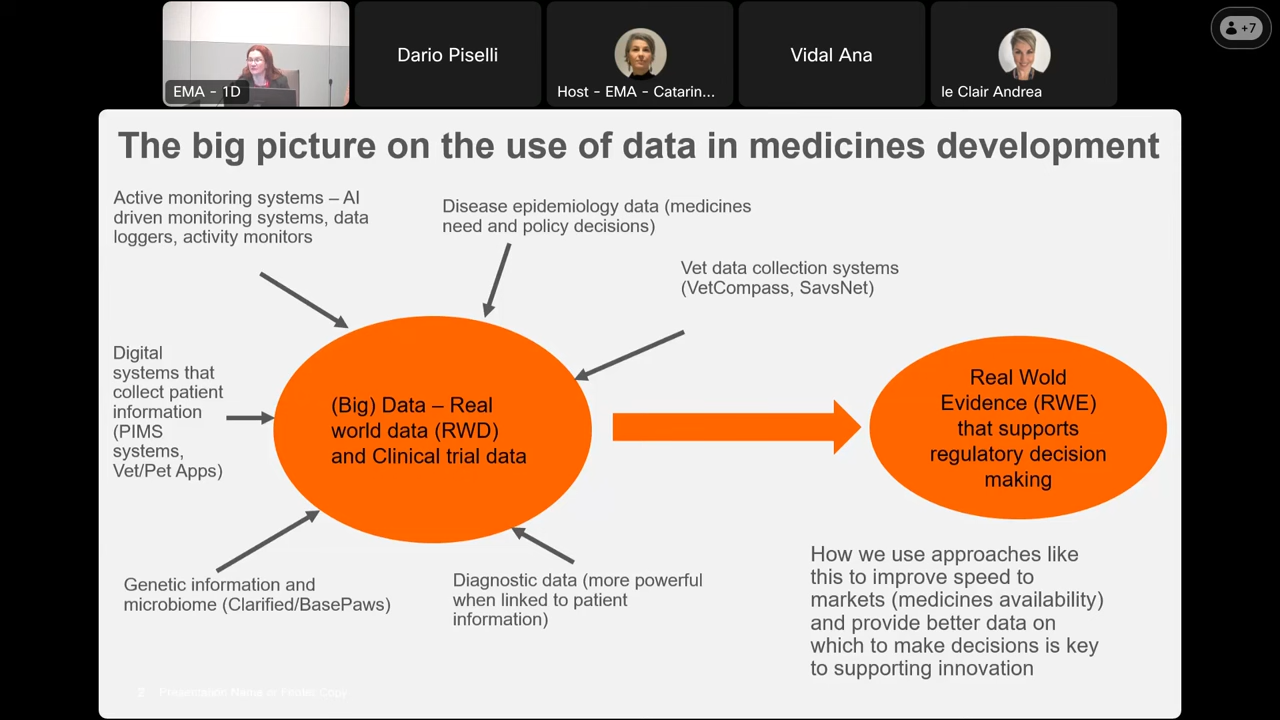 +7
EMA - 1D
Dario Piselli
Host - EMA - Catarin...
Vidal Ana
le Clair Andrea
The big picture on the use of data in medicines development
Active monitoring systems – AI
driven monitoring systems, data
loggers, activity monitors
Disease epidemiology data (medicines
need and policy decisions)
Vet data collection systems
(VetCompass, SavsNet)
Digital
systems that
collect patient
information
(PIMS
systems,
Vet/Pet Apps)
(Big) Data – Real
world data (RWD)
and Clinical trial data
Real Wold
Evidence (RWE)
that supports
regulatory decision
making
Genetic information and
microbiome (Clarified/BasePaws)
Diagnostic data (more powerful
when linked to patient
information)
How we use approaches like
this to improve speed to
markets (medicines availability)
and provide better data on
which to make decisions is key
to supporting innovation
2 Presentation Name or Footer Copy